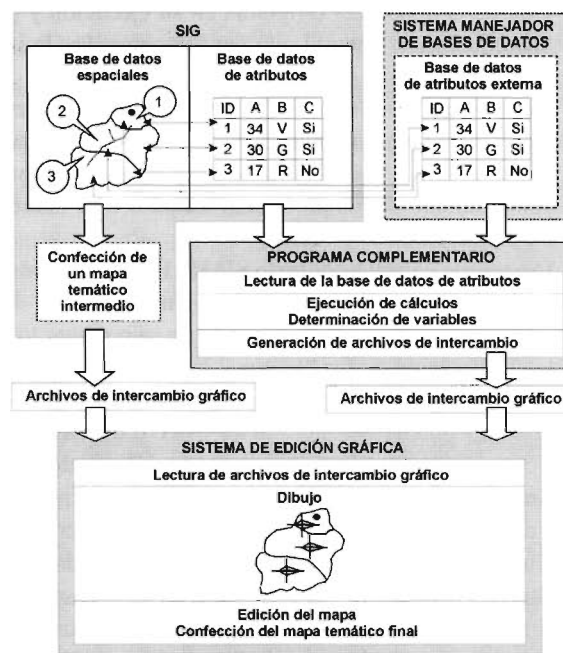 SIG
Base de datos
espaciales
1
2
3
Base de datos
de atributos
ID A B C
1 34 V Si
2 30 G Si
3 17 R No
SISTEMA MANEJADOR
DE BASES DE DATOS
Base de datos
de atributos externa
ID A B C
1 34 V Si
2 30 G Si
3 17 R No
Confección de
un mapa
temático
intermedio
PROGRAMA COMPLEMENTARIO
Lectura de la base de datos de atributos
Ejecución de cálculos
Determinación de variables
Generación de archivos de intercambio
Archivos de intercambio gráfico
Archivos de intercambio gráfico
SISTEMA DE EDICIÓN GRÁFICA
Lectura de archivos de intercambio gráfico
Dibujo
Edición del mapa
Confección del mapa temático final